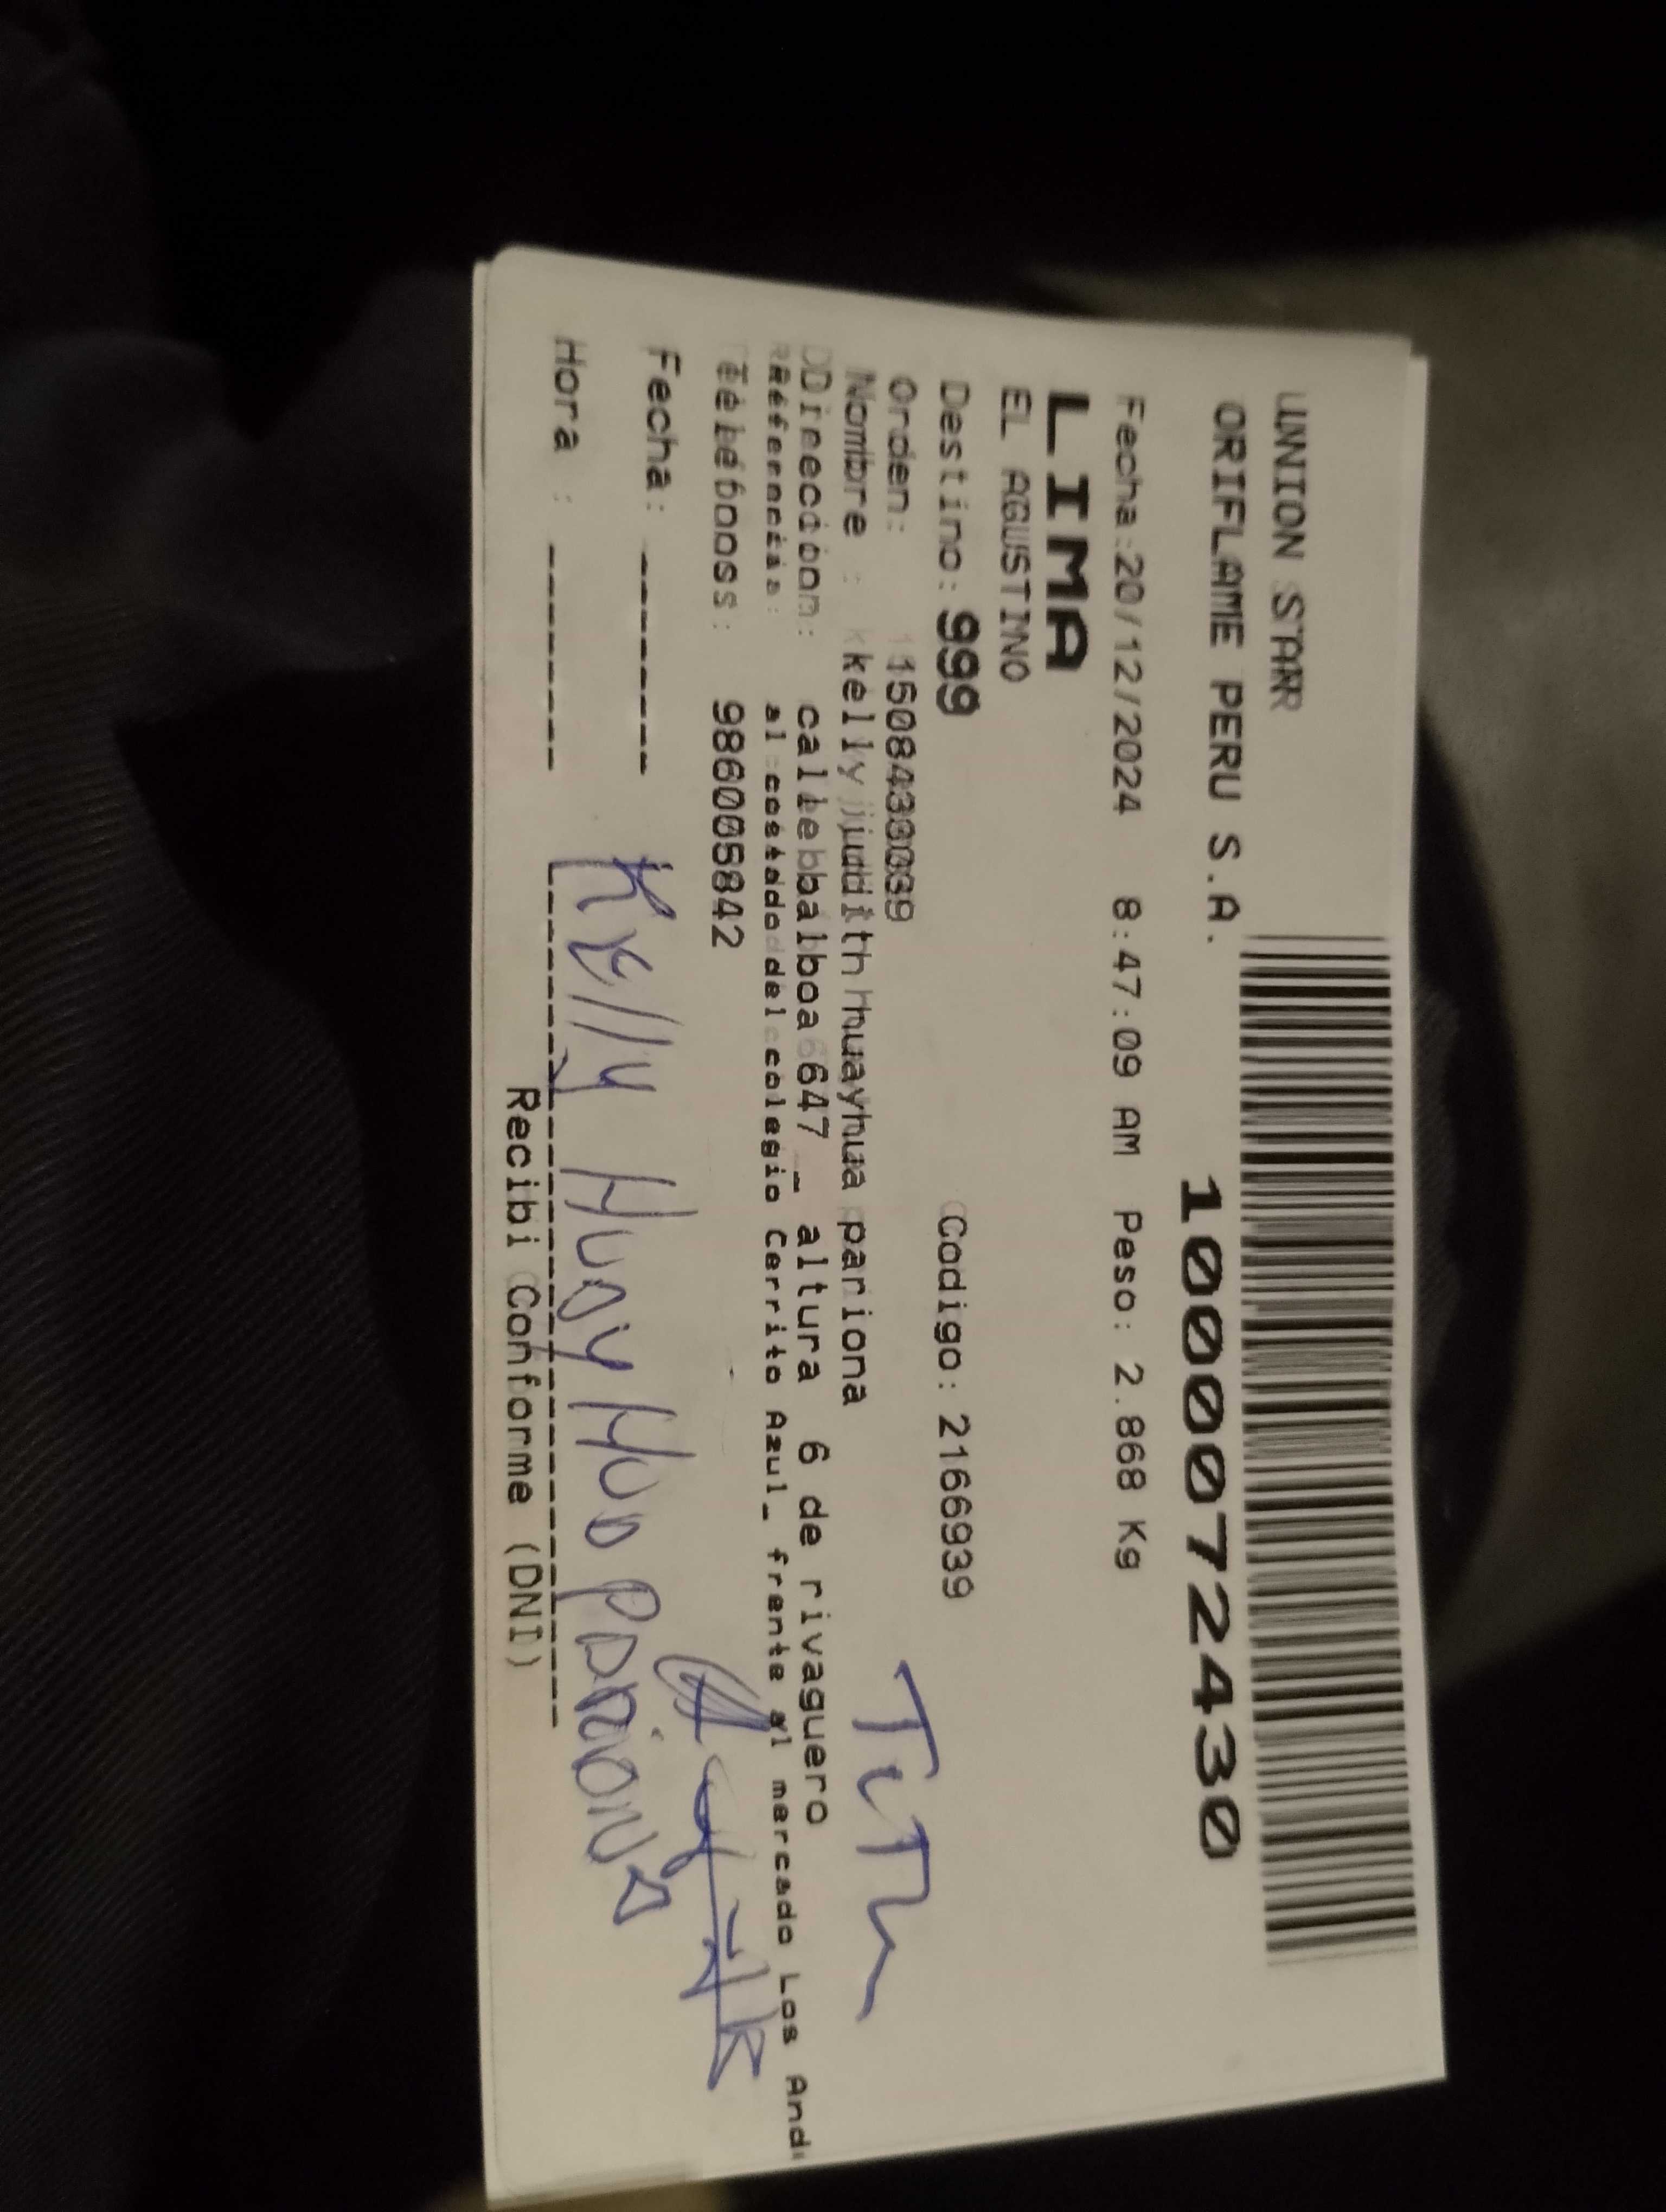 UNION STAR
ORIFLAME PERU S.A.
1000072430
Fecha:20/12/2024 8:47:09 AM Peso: 2.868 Kg
LIMA
EL AGUSTINO
Destino: 999 Codigo: 2166939
Orden:
Nombre : kelly judith huayhua pariona
Direccion: calle balboa 647 _ altura 6 de rivaguero
Referencia: al costado del colegio Cerrito Azul_ frente al mercado Los And
Telefonos: 986005842
Fecha:
Hora :
Kelly Huayhua pariona
Recibi Conforme (DNI)